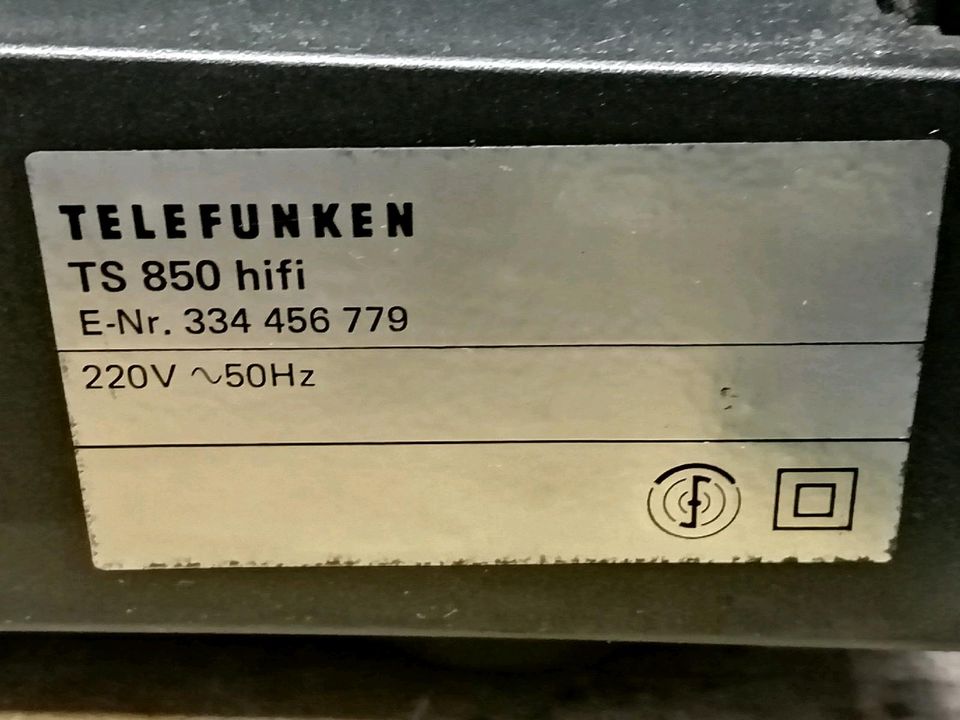 TELEFUNKEN
TS 850 hifi
E-Nr. 334 456 779
220V ~50Hz